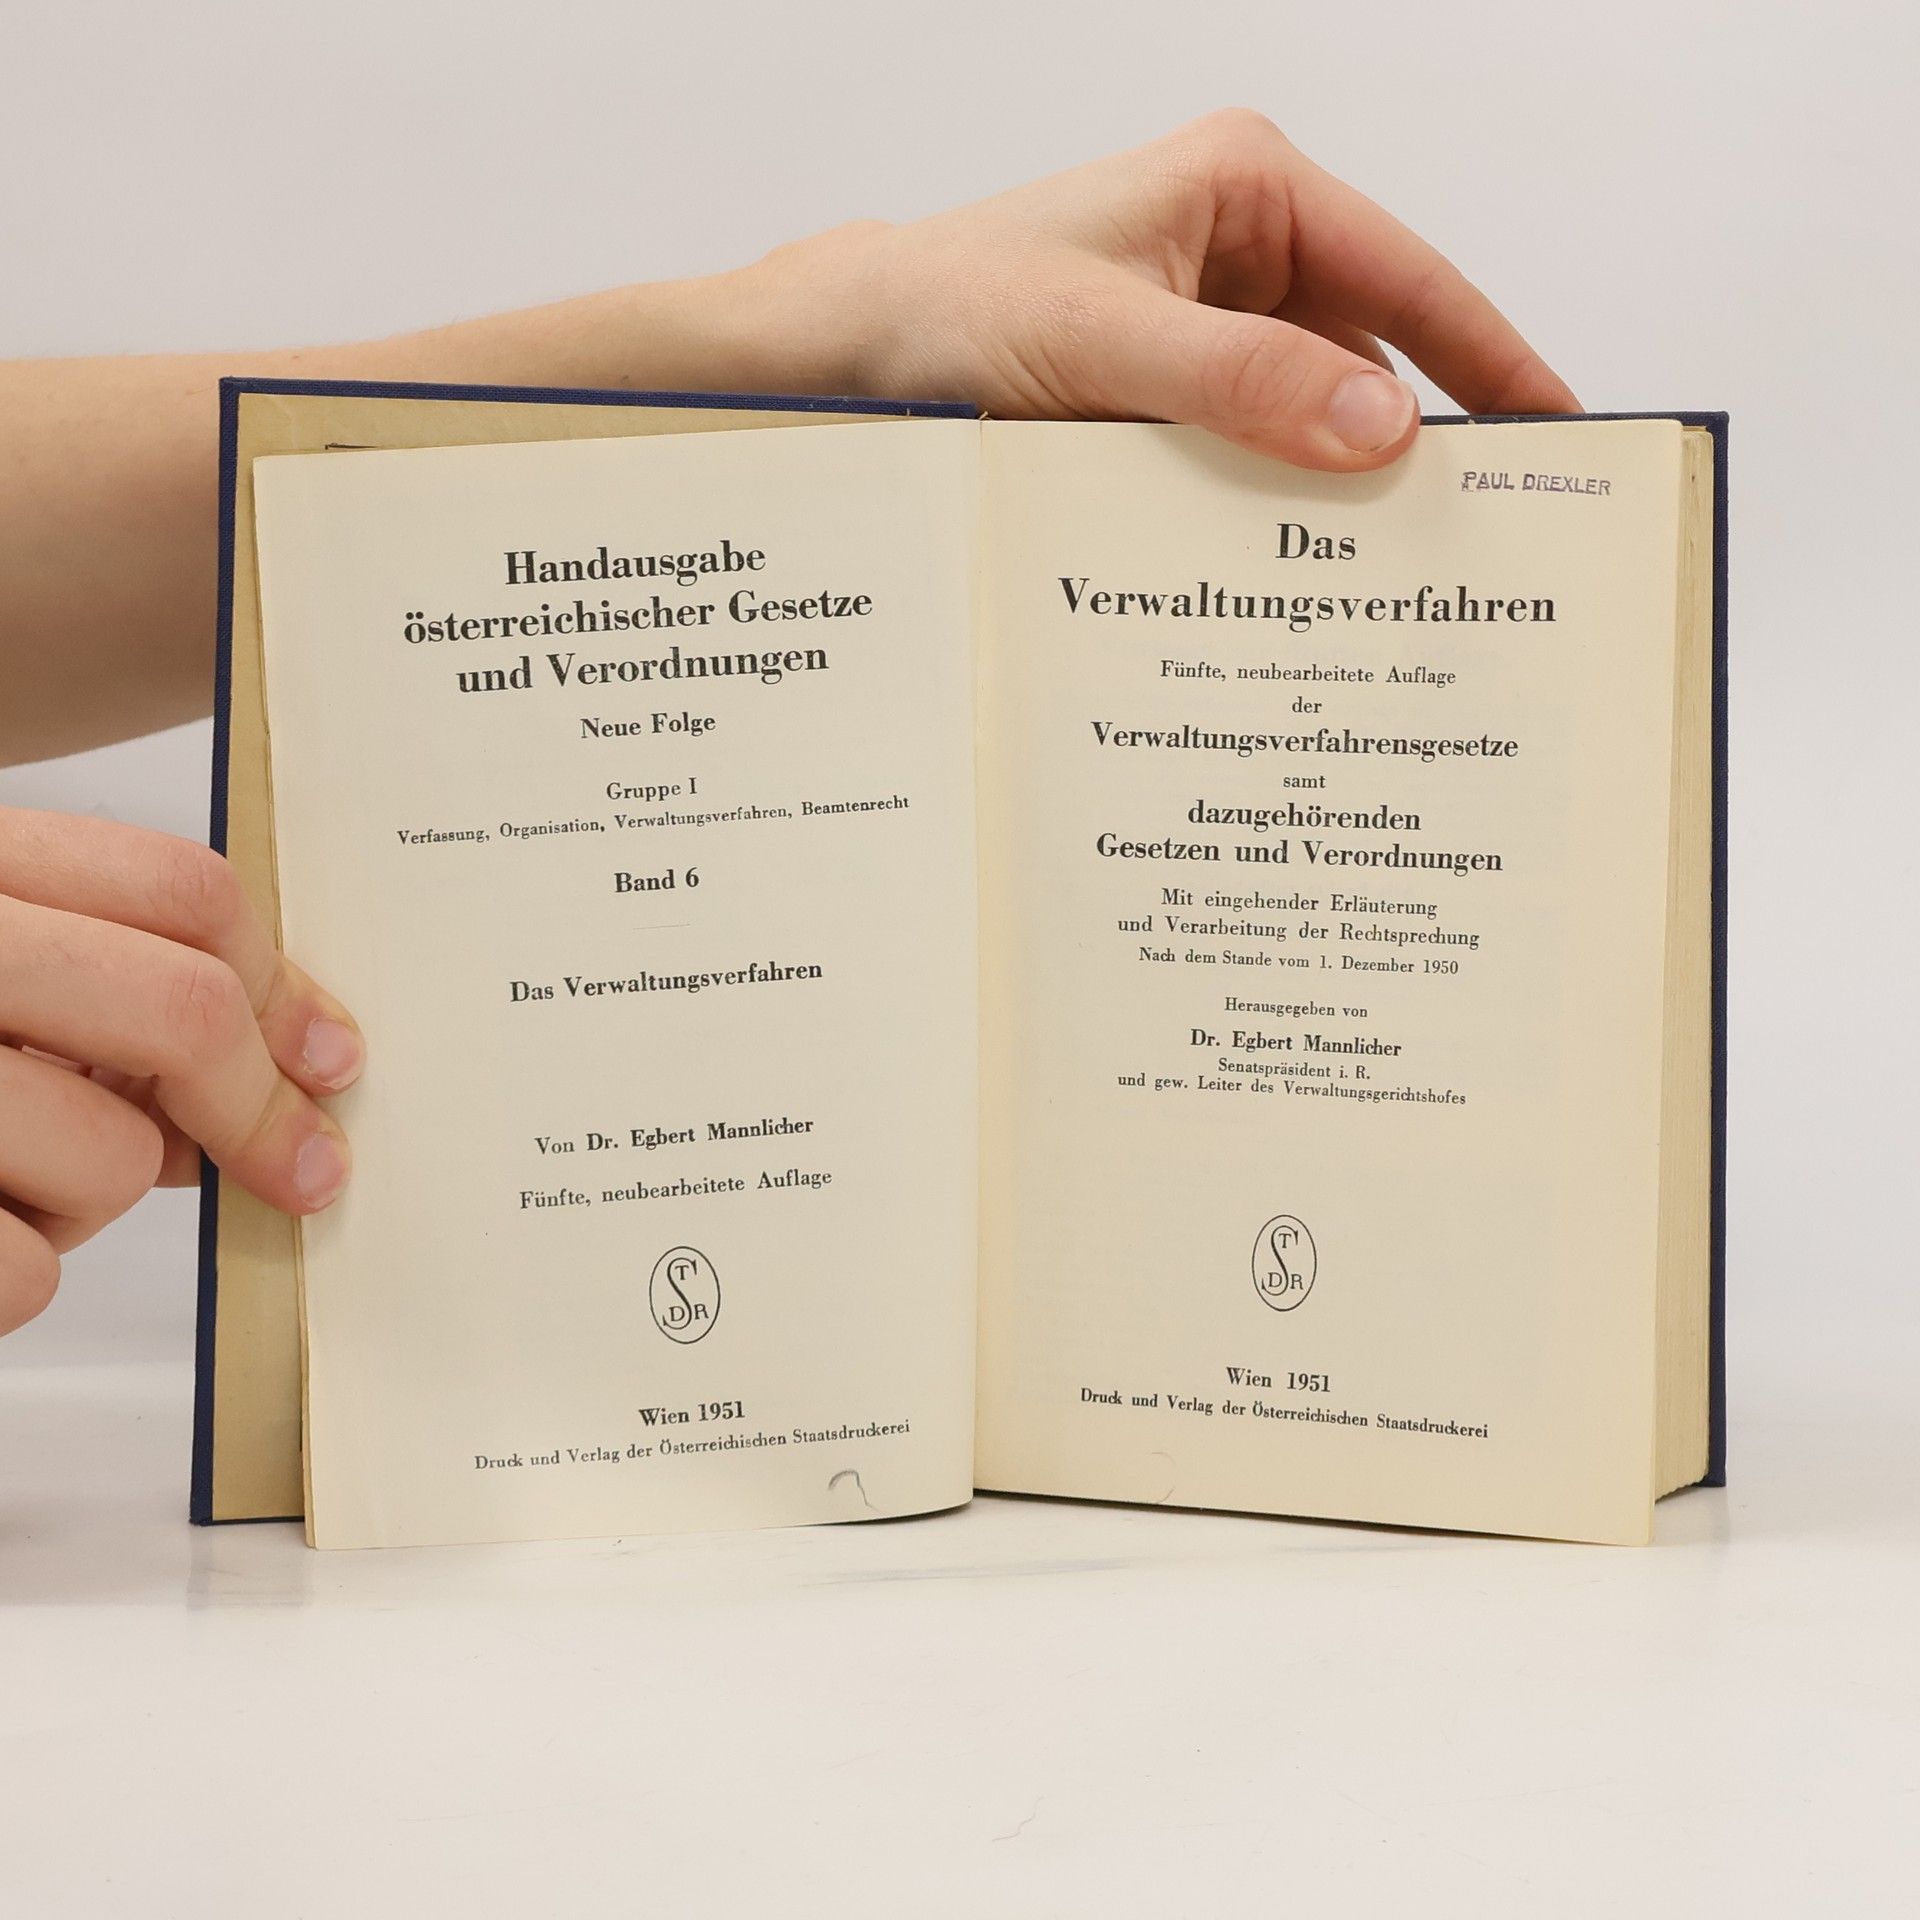 Handausgabe
österreichischer Gesetze
und Verordnungen
Neue Folge
Gruppe I
Verfassung, Organisation, Verwaltungsverfahren, Beamtenrecht
Band 6
Das Verwaltungsverfahren
Von Dr. Egbert Mannlicher
Fünfte, neubearbeitete Auflage
STDR
Wien 1951
Druck und Verlag der Österreichischen Staatsdruckerei
PAUL DREXLER
Das
Verwaltungsverfahren
Fünfte, neubearbeitete Auflage
der
Verwaltungsverfahrensgesetze
samt
dazugehörenden
Gesetzen und Verordnungen
Mit eingehender Erläuterung
und Verarbeitung der Rechtsprechung
Nach dem Stande vom 1. Dezember 1950
Herausgegeben von
Dr. Egbert Mannlicher
Senatspräsident i. R.
und gew. Leiter des Verwaltungsgerichtshofes
STDR
Wien 1951
Druck und Verlag der Österreichischen Staatsdruckerei